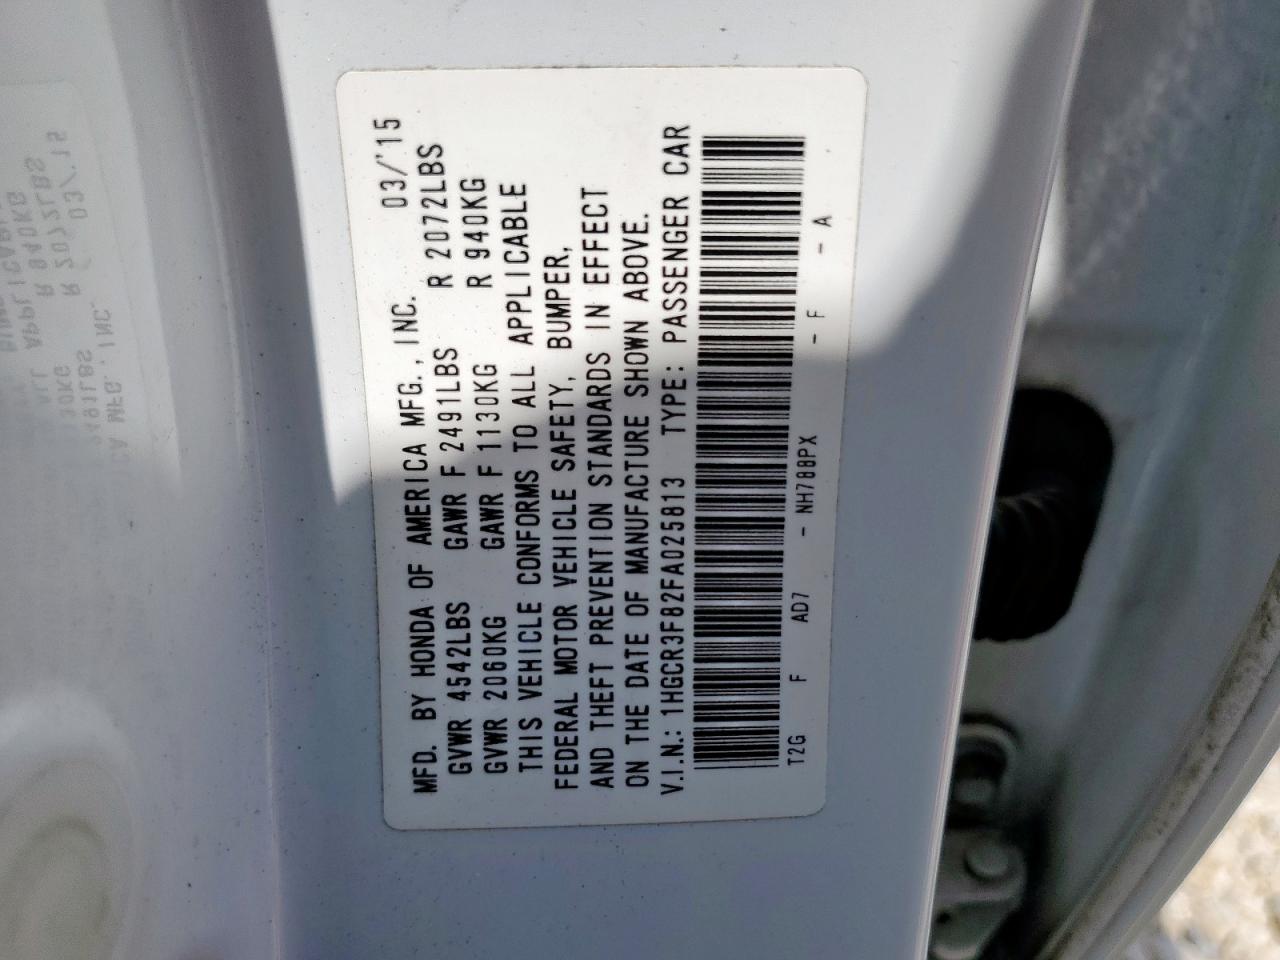 MFD. BY HONDA OF AMERICA MFG., INC. 03/'15
GVWR 4542LBS GAWR F 2491LBS R 2072LBS
GVWR 2060KG GAWR F 1130KG R 940KG
THIS VEHICLE CONFORMS TO ALL APPLICABLE
FEDERAL MOTOR VEHICLE SAFETY, BUMPER,
AND THEFT PREVENTION STANDARDS IN EFFECT
ON THE DATE OF MANUFACTURE SHOWN ABOVE.
V.I.N.: 1HGCR3F82FA025813 TYPE: PASSENGER CAR
T2G F AD7 - NH788PX - F - A